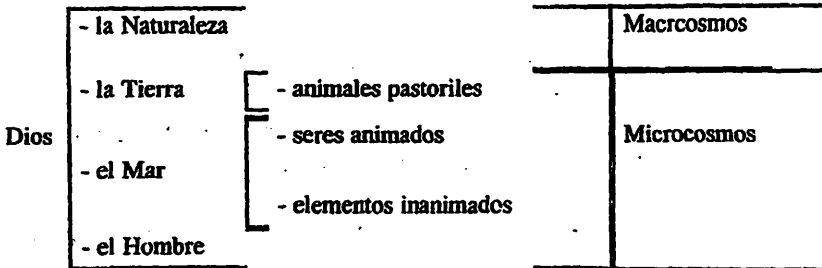 - la Naturaleza Macrcosmos
- la Tierra - animales pastoriles
Dios - seres animados Microcosmos
- el Mar
- elementos inanimados
- el Hombre